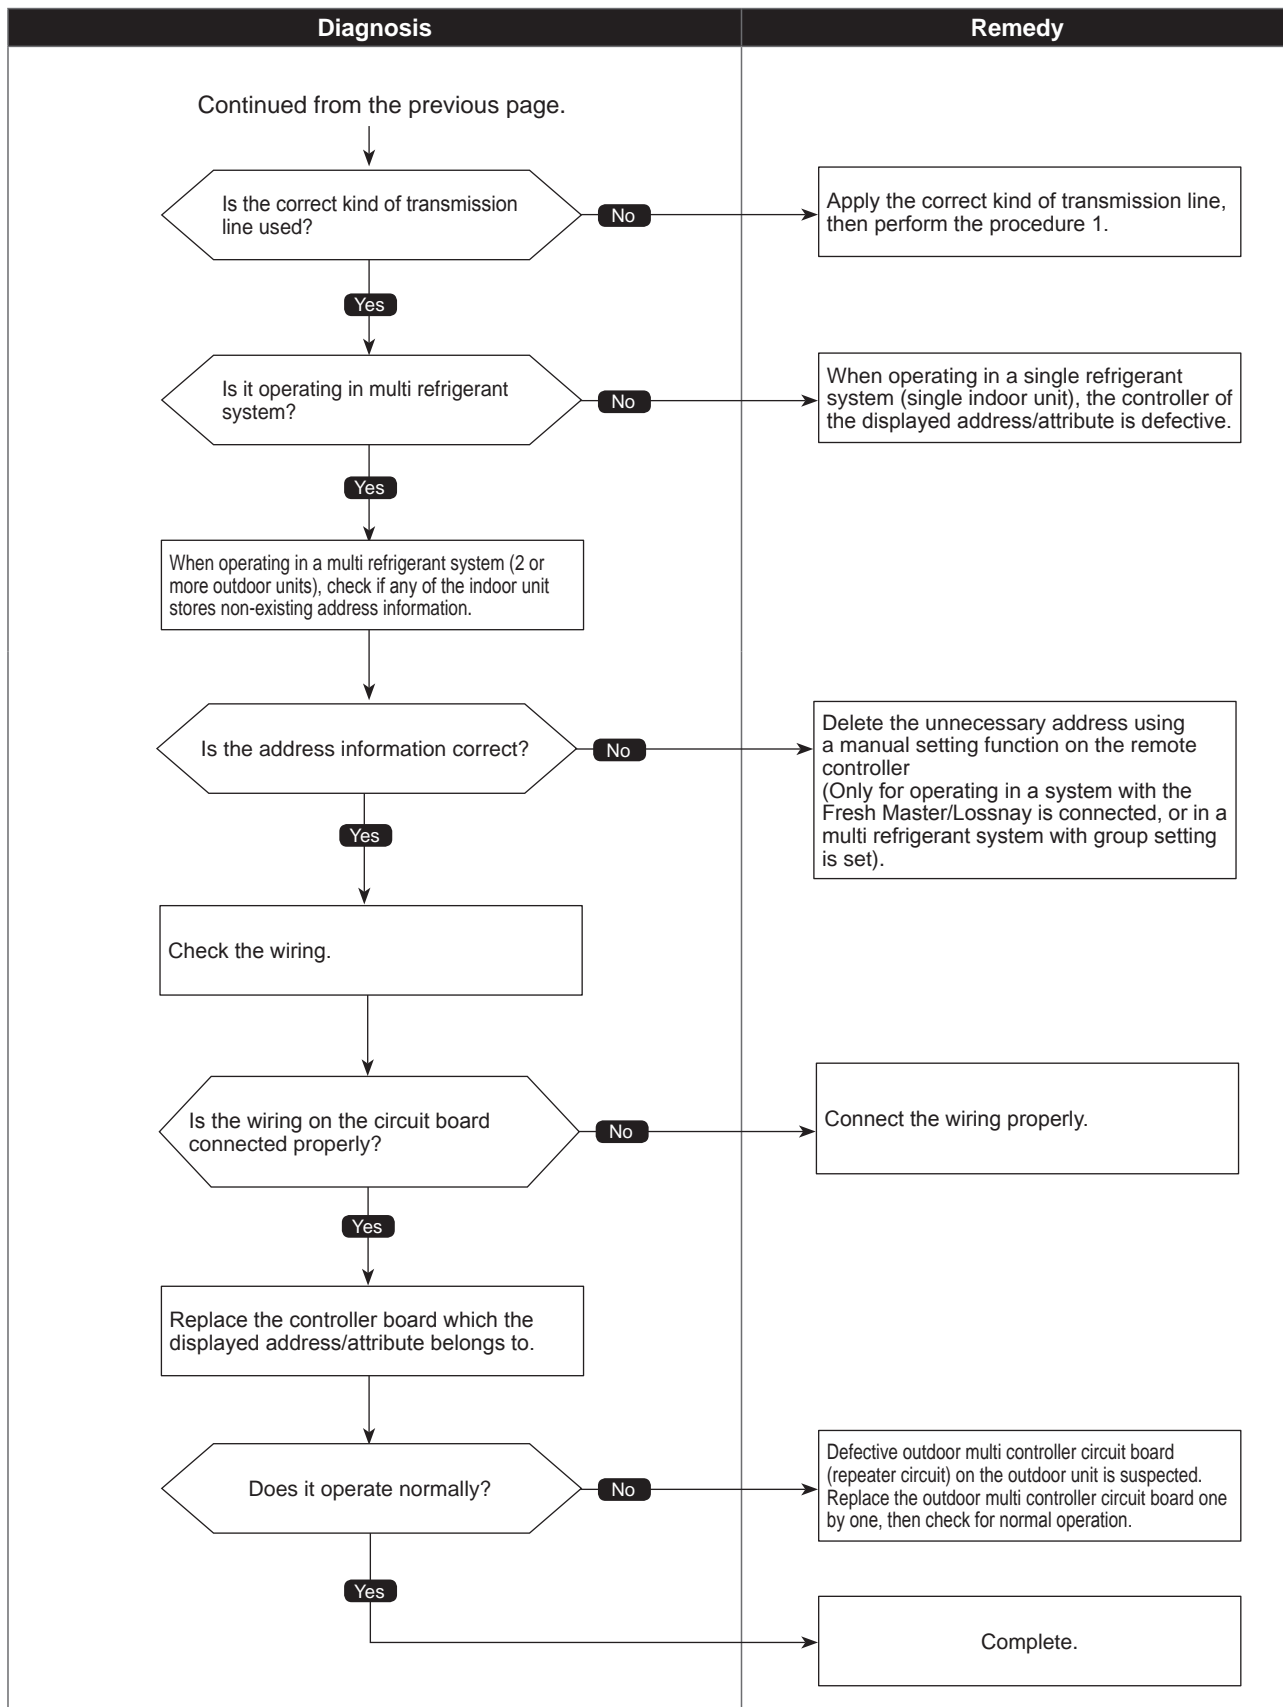 Diagnosis
Remedy
Continued from the previous page.
Is the correct kind of transmission
line used?
No
Apply the correct kind of transmission line,
then perform the procedure 1.
Yes
Is it operating in multi refrigerant
system?
No
When operating in a single refrigerant
system (single indoor unit), the controller of
the displayed address/attribute is defective.
Yes
When operating in a multi refrigerant system (2 or
more outdoor units), check if any of the indoor unit
stores non-existing address information.
Is the address information correct?
No
Delete the unnecessary address using
a manual setting function on the remote
controller
(Only for operating in a system with the
Fresh Master/Lossnay is connected, or in a
multi refrigerant system with group setting
is set).
Yes
Check the wiring.
Is the wiring on the circuit board
connected properly?
No
Connect the wiring properly.
Yes
Replace the controller board which the
displayed address/attribute belongs to.
Does it operate normally?
No
Defective outdoor multi controller circuit board
(repeater circuit) on the outdoor unit is suspected.
Replace the outdoor multi controller circuit board one
by one, then check for normal operation.
Yes
Complete.